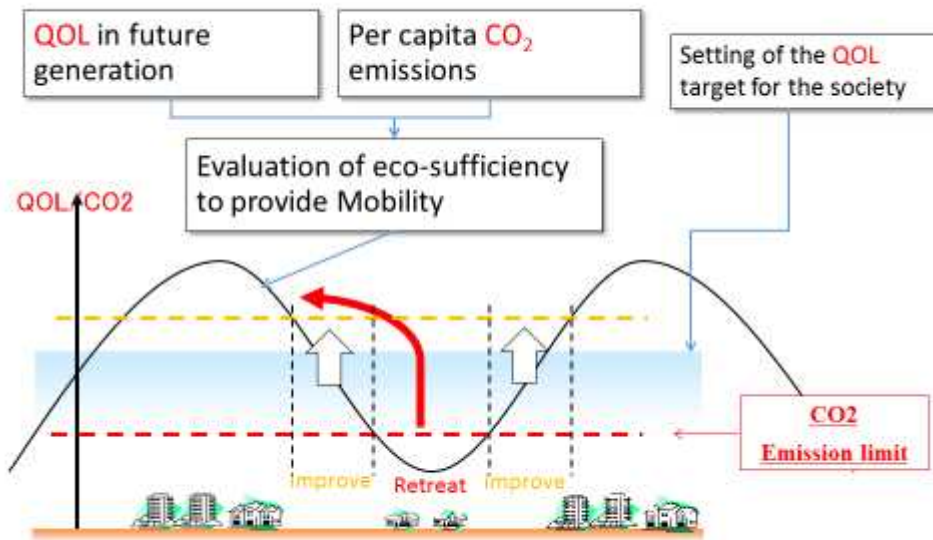 QOL in future
generation
Per capita CO₂
emissions
Setting of the QOL
target for the society
Evaluation of eco-sufficiency
to provide Mobility
QOL/CO2
CO2
Emission limit
improve
Retreat
improve